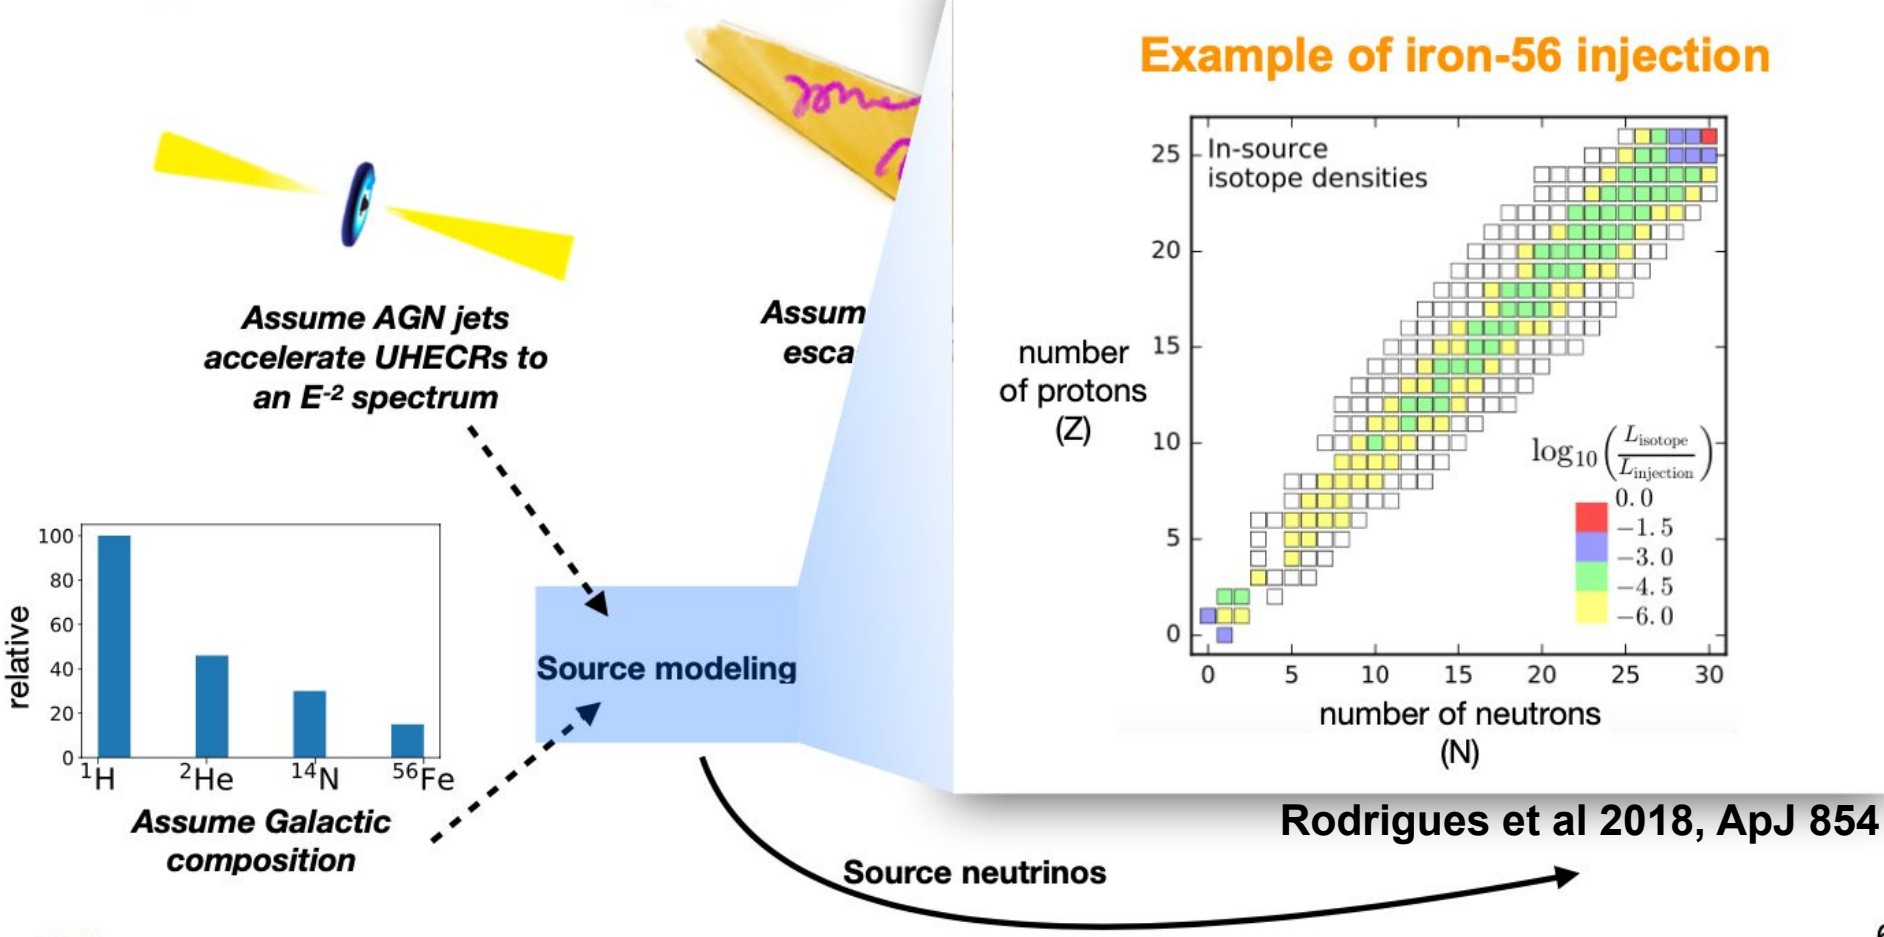 Example of iron-56 injection
In-source
isotope densities
25
20
15
10
5
0
number
of protons
(Z)
log10 (L isotope / L injection)
0.0
−1.5
−3.0
−4.5
−6.0
0 5 10 15 20 25 30
number of neutrons
(N)
Assume AGN jets
accelerate UHECRs to
an E-2 spectrum
Assum
esca
relative
100
80
60
40
20
0
1H 2He 14N 56Fe
Assume Galactic
composition
Source modeling
Rodrigues et al 2018, ApJ 854
Source neutrinos